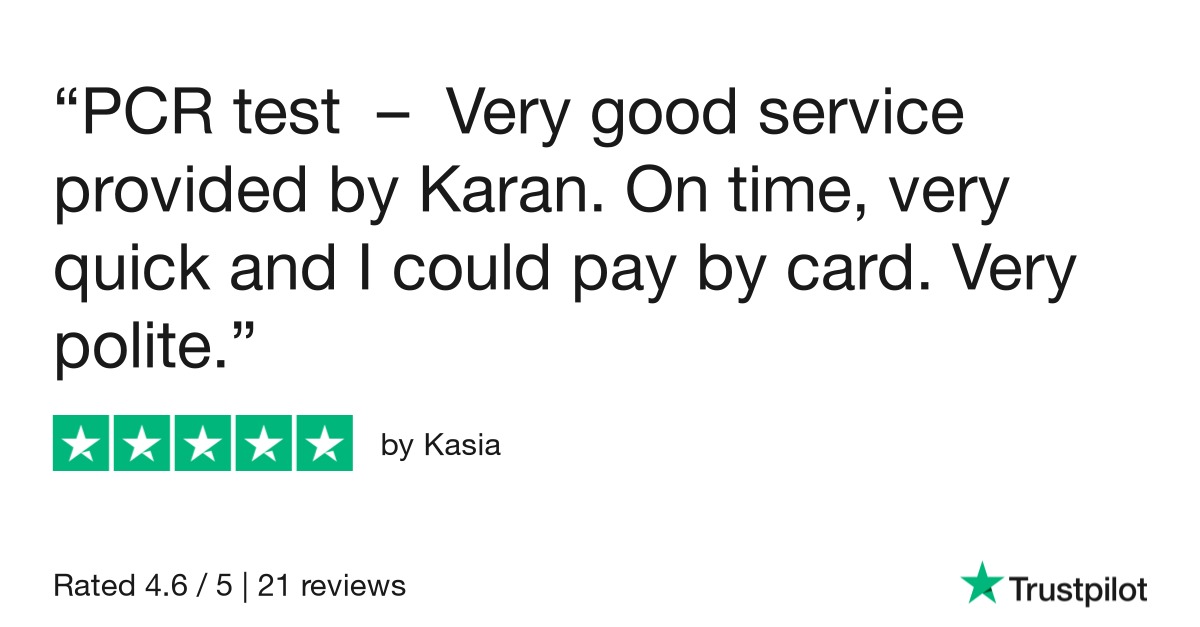 “PCR test  –  Very good service
provided by Karan. On time, very
quick and I could pay by card. Very
polite.”
by Kasia
Rated 4.6 / 5 | 21 reviews
Trustpilot